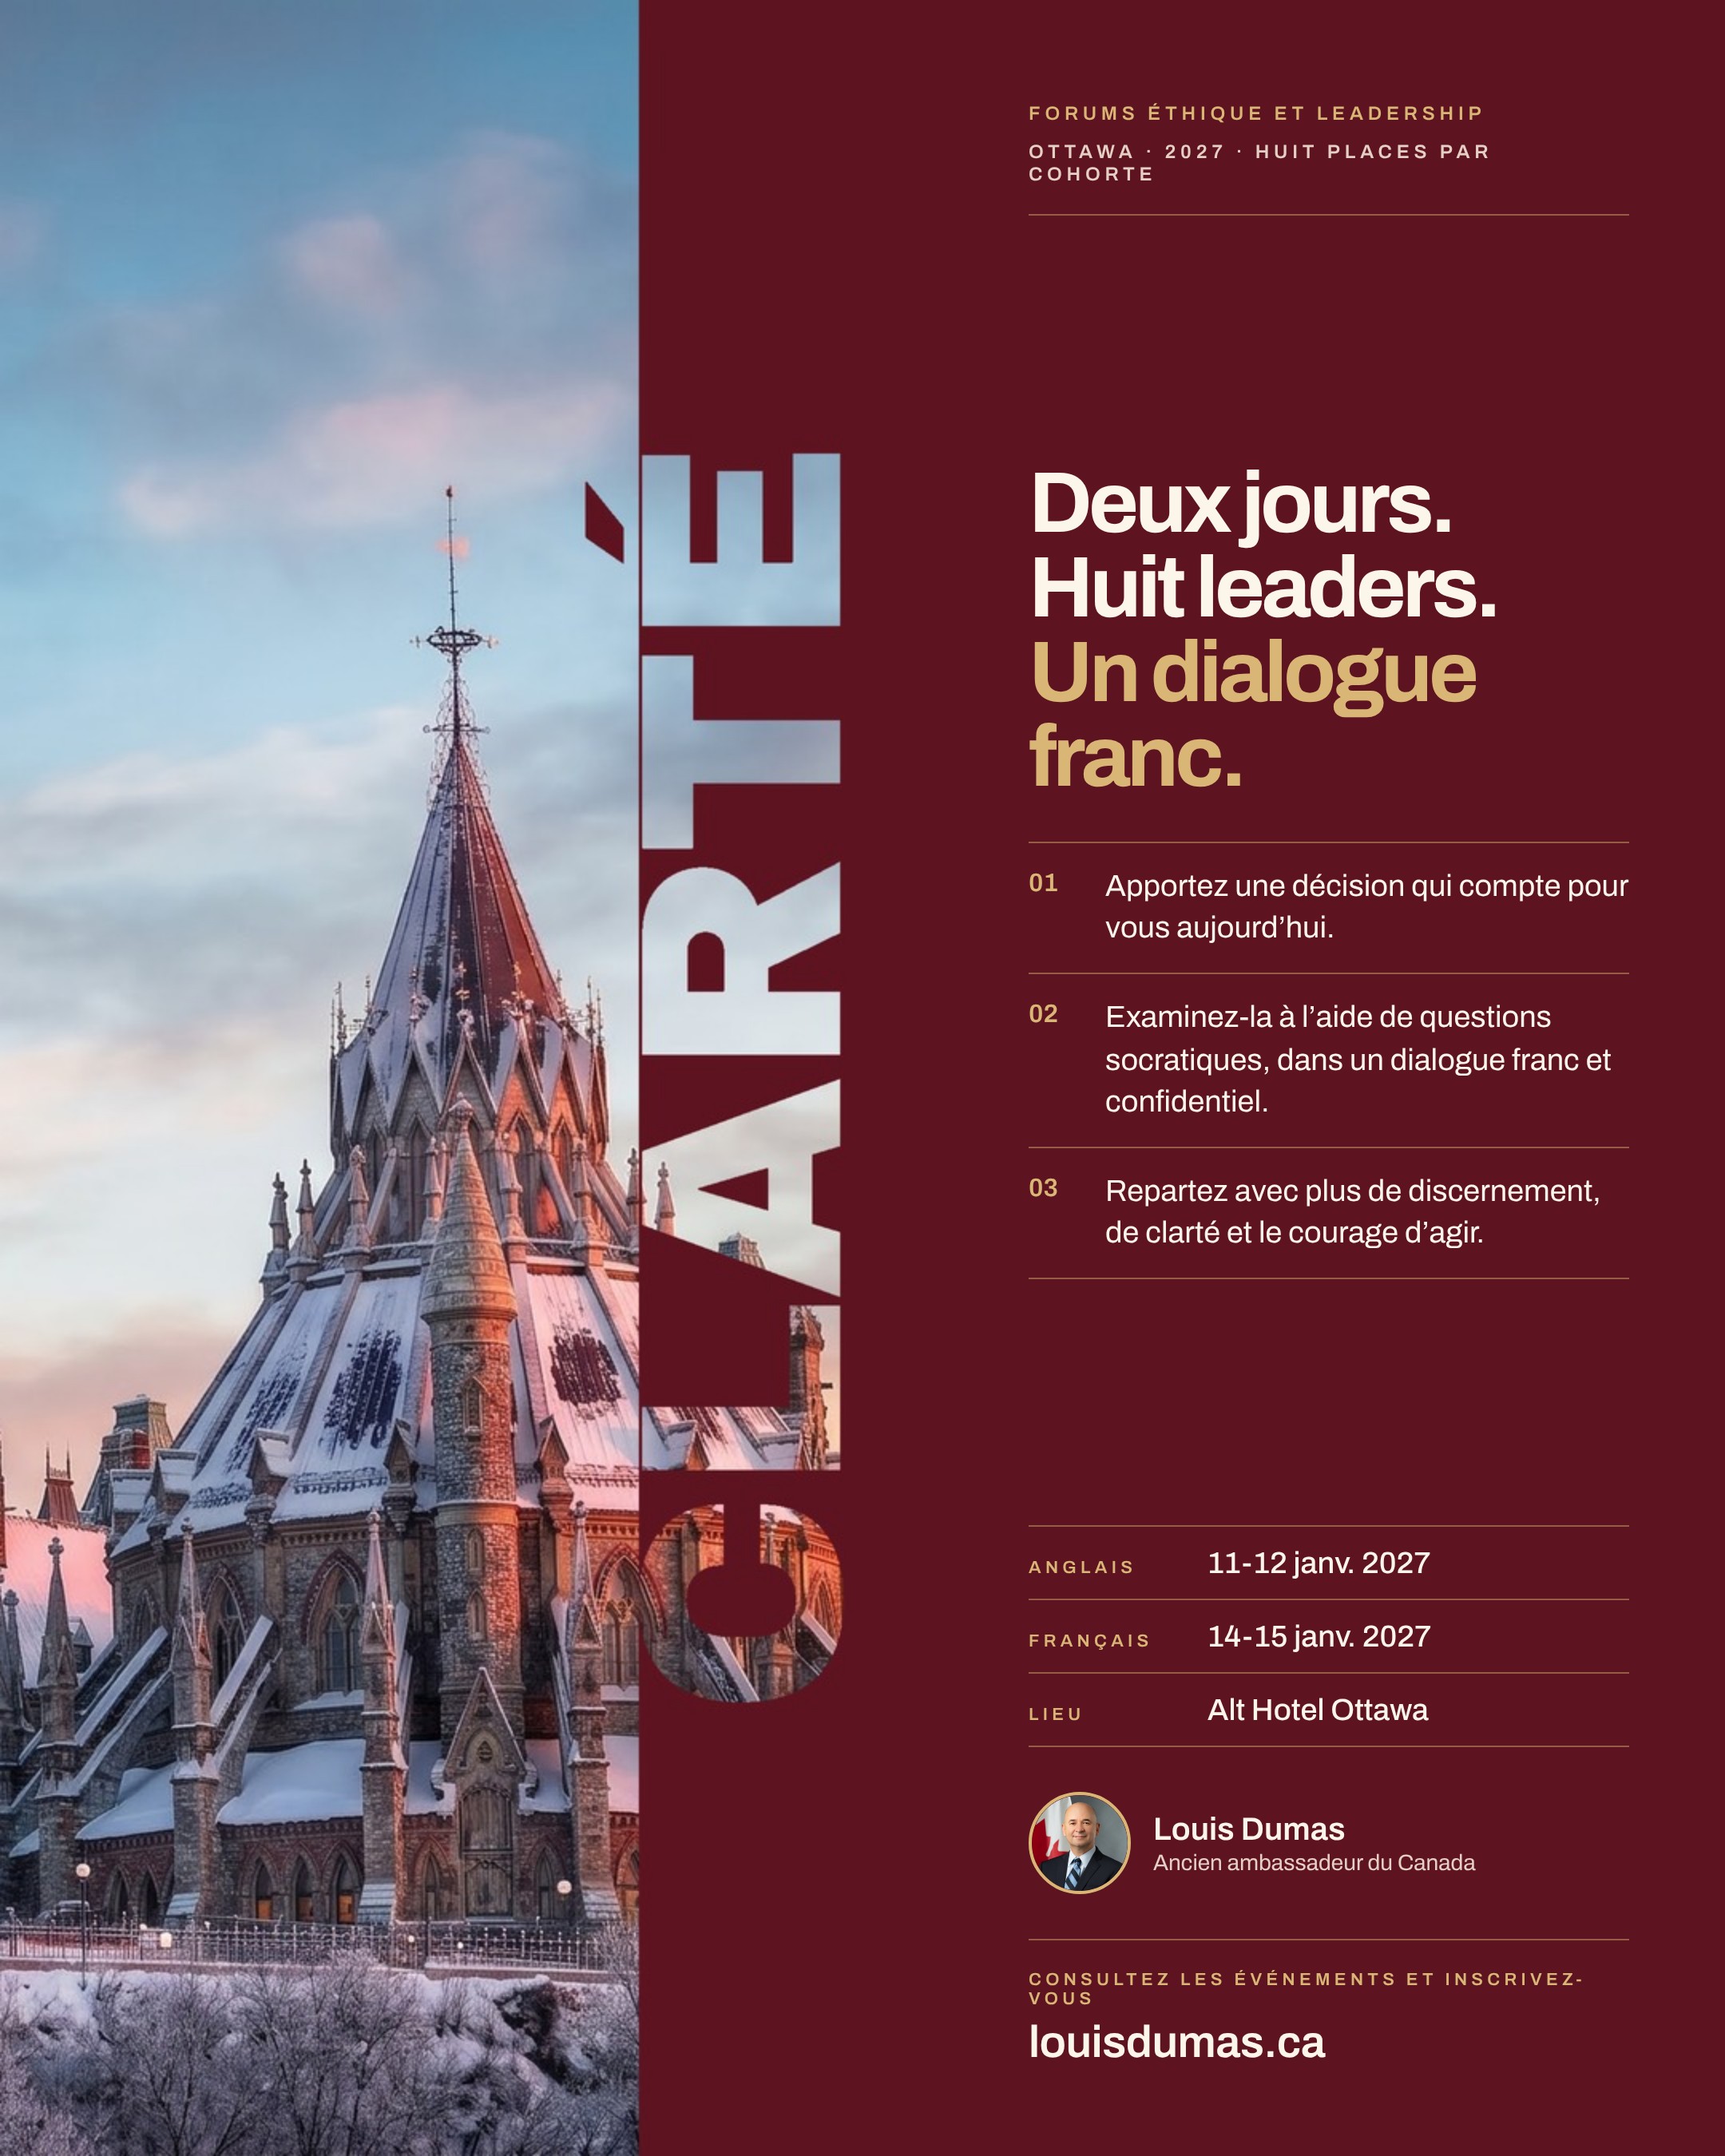 FORUMS ÉTHIQUE ET LEADERSHIP
OTTAWA · 2027 · HUIT PLACES PAR
COHORTE
CLARTÉ
Deux jours.
Huit leaders.
Un dialogue
franc.
01 Apportez une décision qui compte pour
vous aujourd’hui.
02 Examinez-la à l’aide de questions
socratiques, dans un dialogue franc et
confidentiel.
03 Repartez avec plus de discernement,
de clarté et le courage d’agir.
ANGLAIS 11-12 janv. 2027
FRANÇAIS 14-15 janv. 2027
LIEU Alt Hotel Ottawa
Louis Dumas
Ancien ambassadeur du Canada
CONSULTEZ LES ÉVÉNEMENTS ET INSCRIVEZ-
VOUS
louisdumas.ca